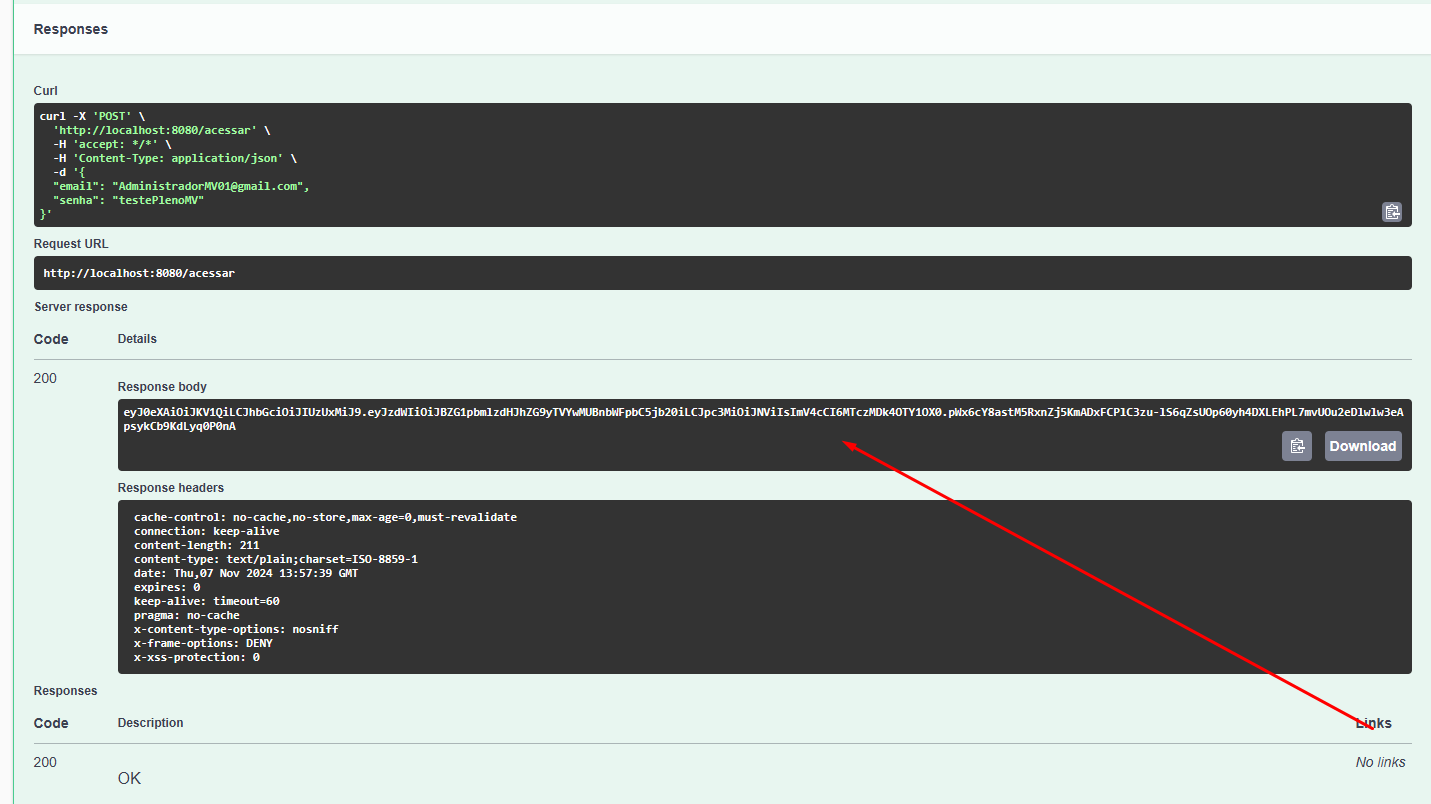 Responses
Curl
curl -X 'POST' \
'http://localhost:8080/acessar' \
-H 'accept: */*' \
-H 'Content-Type: application/json' \
-d '{
"email": "AdministradorMV01@gmail.com",
"senha": "testePlenoMV"
}'
Request URL
http://localhost:8080/acessar
Server response
Code Details
200
Response body
eyJ0eXAiOiJKV1QiLCJhbGciOiJIUzUxMiJ9.eyJzdWIiOiJBZG1pbmlzdHJhZG9yTVYwMUBnbWFpbC5jb20iLCJpc3MiOiJNViIsImV4cCI6MTczMDk4OTY1OX0.pWx6cY8astM5RxnZj5KmADxFCPlC3zu-lS6qZsUOp60yh4DXLEhPL7mvUOu2eDlwlw3eA
psykCb9KdLyq0P0nA
Download
Response headers
cache-control: no-cache,no-store,max-age=0,must-revalidate
connection: keep-alive
content-length: 211
content-type: text/plain;charset=ISO-8859-1
date: Thu,07 Nov 2024 13:57:39 GMT
expires: 0
keep-alive: timeout=60
pragma: no-cache
x-content-type-options: nosniff
x-frame-options: DENY
x-xss-protection: 0
Responses
Code Description Links
200 OK No links